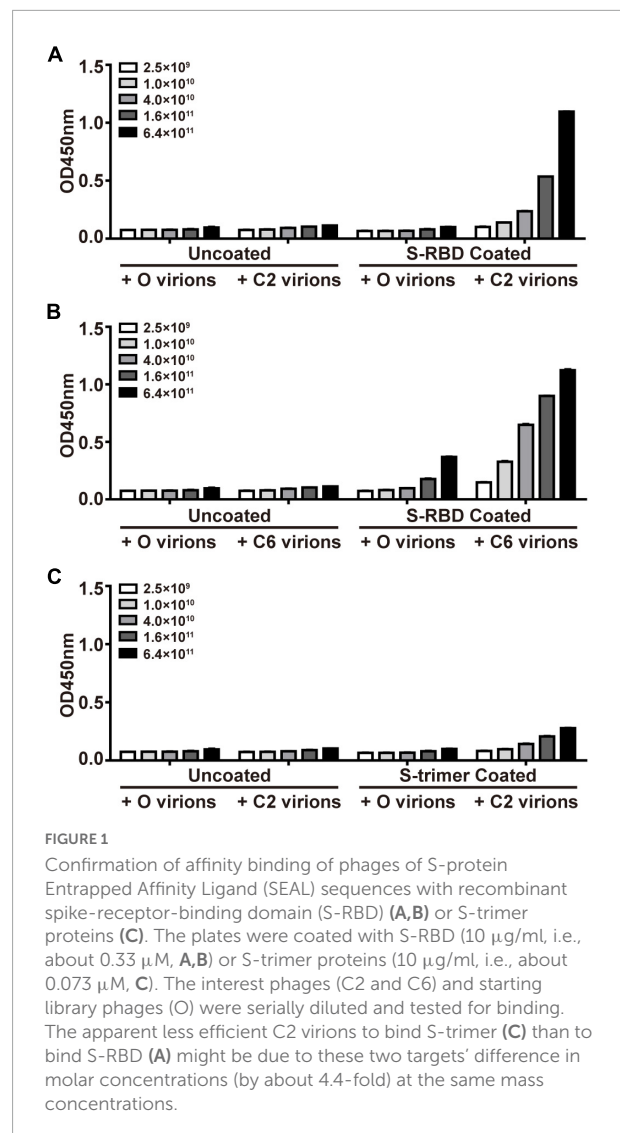 A
1.5
1.0
0.5
0.0
OD450nm
2.5×10⁹
1.0×10¹⁰
4.0×10¹⁰
1.6×10¹¹
6.4×10¹¹
Uncoated
S-RBD Coated
+ O virions + C2 virions + O virions + C2 virions
B
1.5
1.0
0.5
0.0
OD450nm
2.5×10⁹
1.0×10¹⁰
4.0×10¹⁰
1.6×10¹¹
6.4×10¹¹
Uncoated
S-RBD Coated
+ O virions + C6 virions + O virions + C6 virions
C
1.5
1.0
0.5
0.0
OD450nm
2.5×10⁹
1.0×10¹⁰
4.0×10¹⁰
1.6×10¹¹
6.4×10¹¹
Uncoated
S-trimer Coated
+ O virions + C2 virions + O virions + C2 virions
FIGURE 1
Confirmation of affinity binding of phages of S-protein
Entrapped Affinity Ligand (SEAL) sequences with recombinant
spike-receptor-binding domain (S-RBD) (A,B) or S-trimer
proteins (C). The plates were coated with S-RBD (10 μg/ml, i.e.,
about 0.33 μM, A,B) or S-trimer proteins (10 μg/ml, i.e., about
0.073 μM, C). The interest phages (C2 and C6) and starting
library phages (O) were serially diluted and tested for binding.
The apparent less efficient C2 virions to bind S-trimer (C) than to
bind S-RBD (A) might be due to these two targets' difference in
molar concentrations (by about 4.4-fold) at the same mass
concentrations.